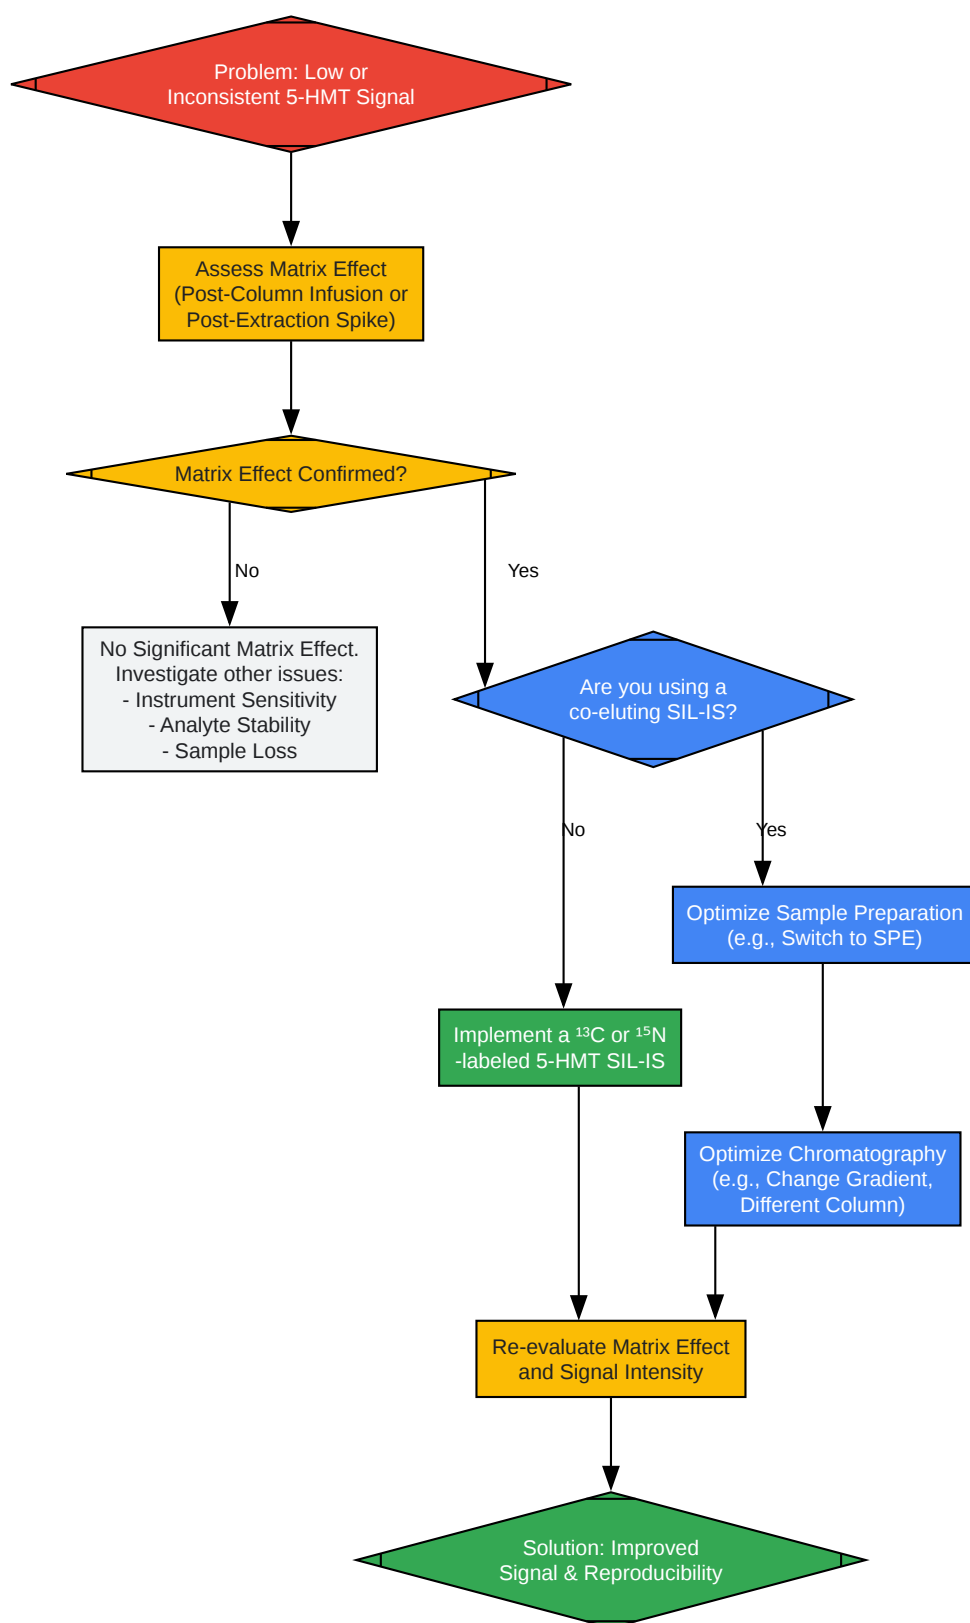 Problem: Low or
Inconsistent 5-HMT Signal
Assess Matrix Effect
(Post-Column Infusion or
Post-Extraction Spike)
Matrix Effect Confirmed?
No
Yes
No Significant Matrix Effect.
Investigate other issues:
- Instrument Sensitivity
- Analyte Stability
- Sample Loss
Are you using a
co-eluting SIL-IS?
No
Yes
Optimize Sample Preparation
(e.g., Switch to SPE)
Implement a ¹³C or ¹⁵N
-labeled 5-HMT SIL-IS
Optimize Chromatography
(e.g., Change Gradient,
Different Column)
Re-evaluate Matrix Effect
and Signal Intensity
Solution: Improved
Signal & Reproducibility